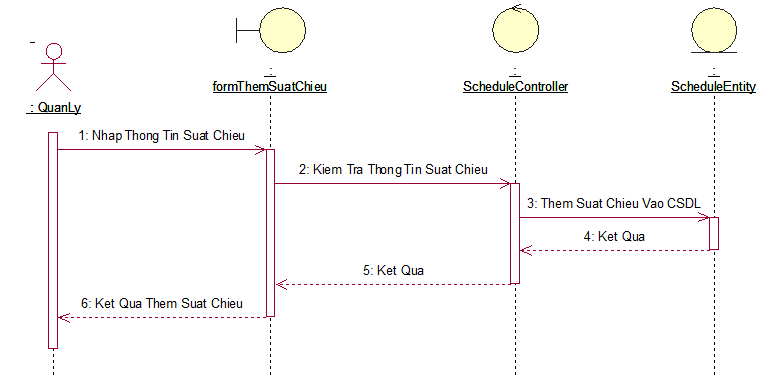 :
formThemSuatChieu
:
ScheduleController
:
ScheduleEntity
: QuanLy
1: Nhap Thong Tin Suat Chieu
2: Kiem Tra Thong Tin Suat Chieu
3: Them Suat Chieu Vao CSDL
4: Ket Qua
5: Ket Qua
6: Ket Qua Them Suat Chieu